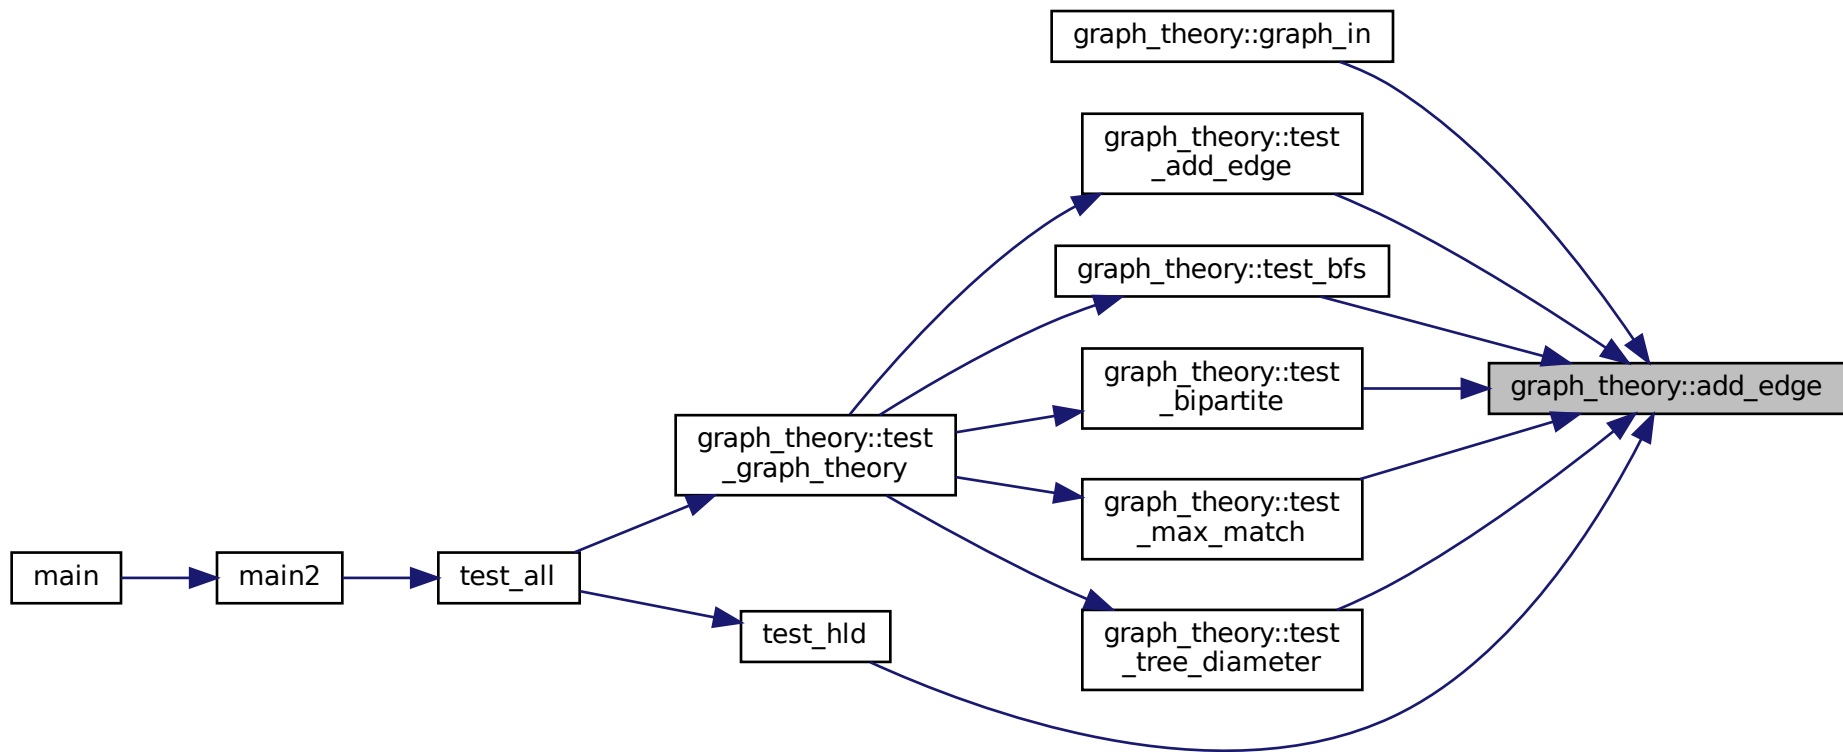 graph_theory::graph_in
graph_theory::test
_add_edge
graph_theory::test_bfs
graph_theory::test
_bipartite
graph_theory::add_edge
graph_theory::test
_graph_theory
graph_theory::test
_max_match
main
main2
test_all
test_hld
graph_theory::test
_tree_diameter